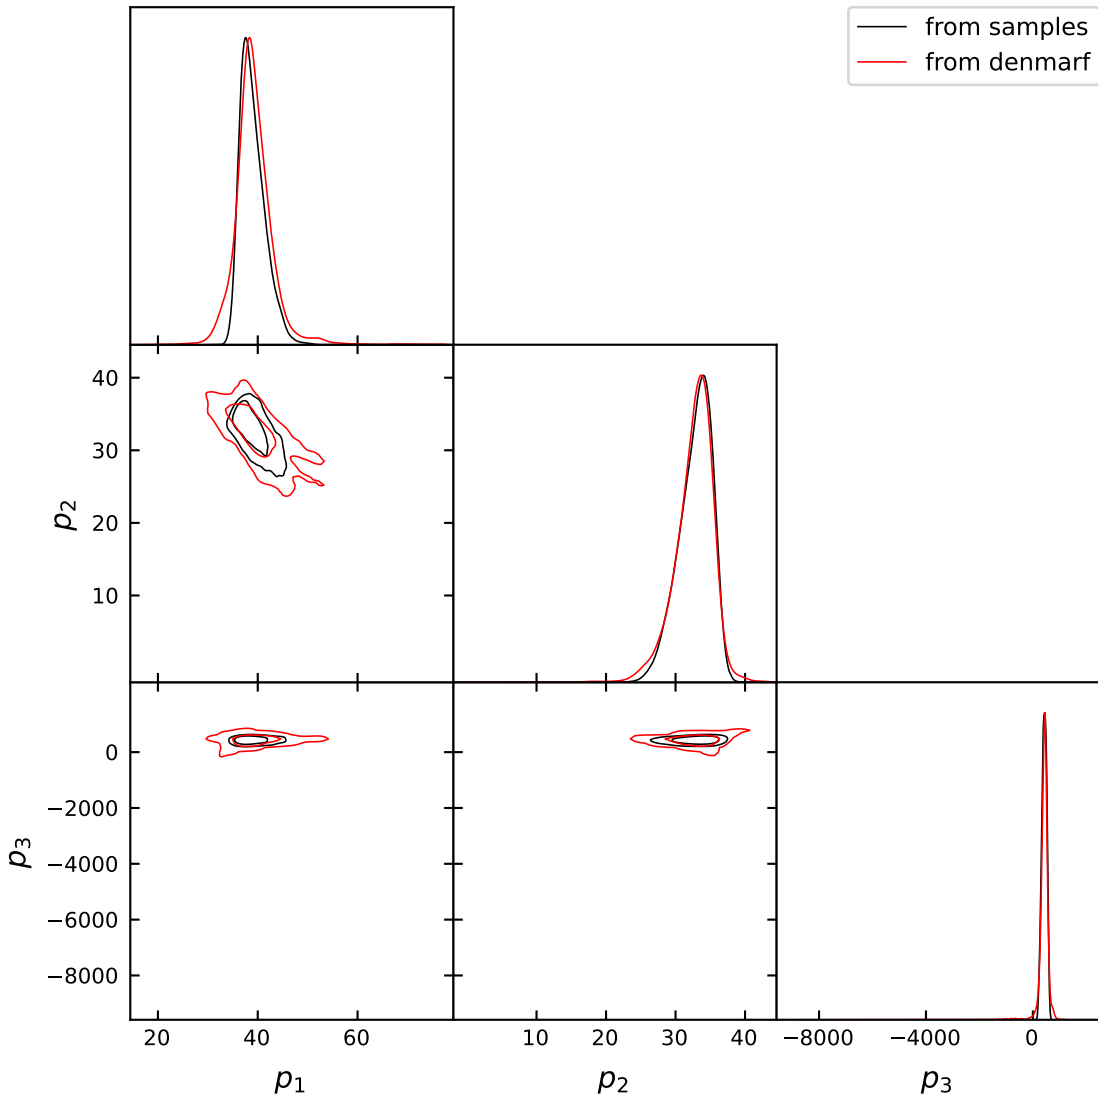 from samples
from denmarf
40
30
20
10
p₂
0
−2000
−4000
−6000
−8000
p₃
20 40 60
10 20 30 40
−8000 −4000 0
p₁ p₂ p₃